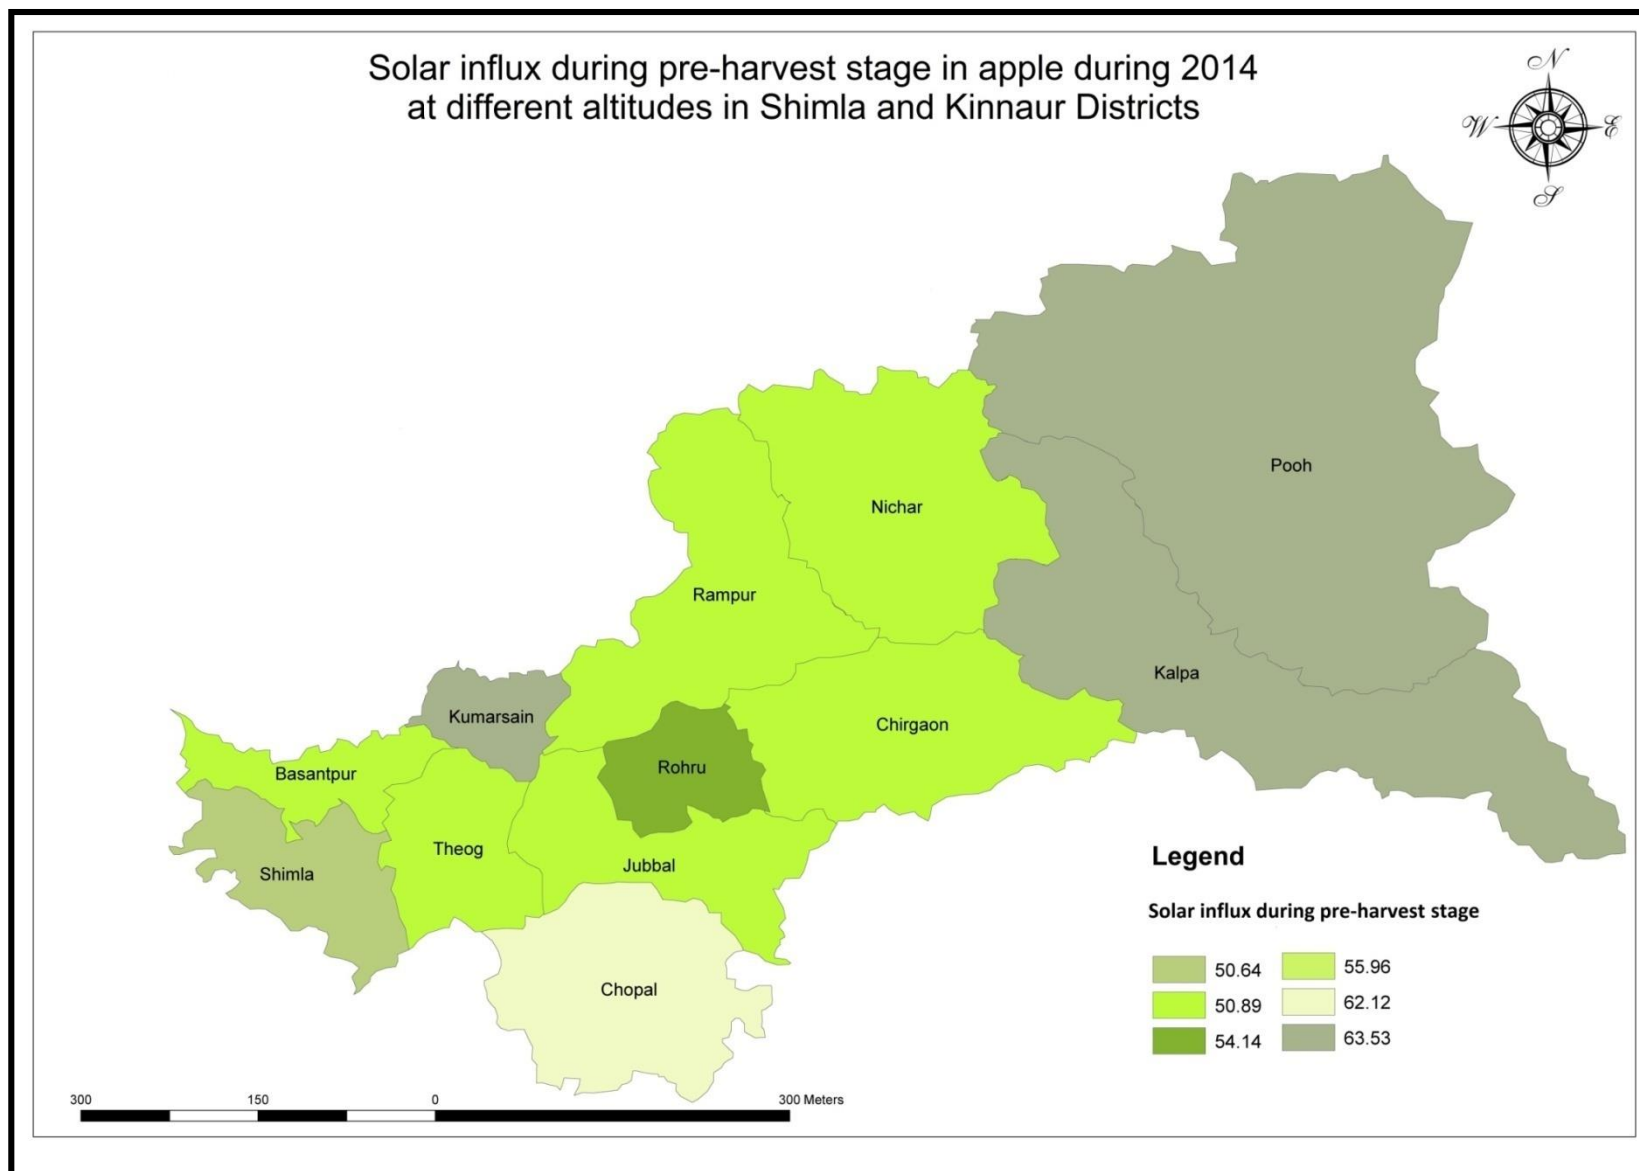 Solar influx during pre-harvest stage in apple during 2014
at different altitudes in Shimla and Kinnaur Districts
N
W
E
S
Pooh
Nichar
Rampur
Kalpa
Kumarsain
Chirgaon
Rohru
Basantpur
Theog
Jubbal
Shimla
Chopal
Legend
Solar influx during pre-harvest stage
50.64
55.96
50.89
62.12
54.14
63.53
300 150 0 300 Meters